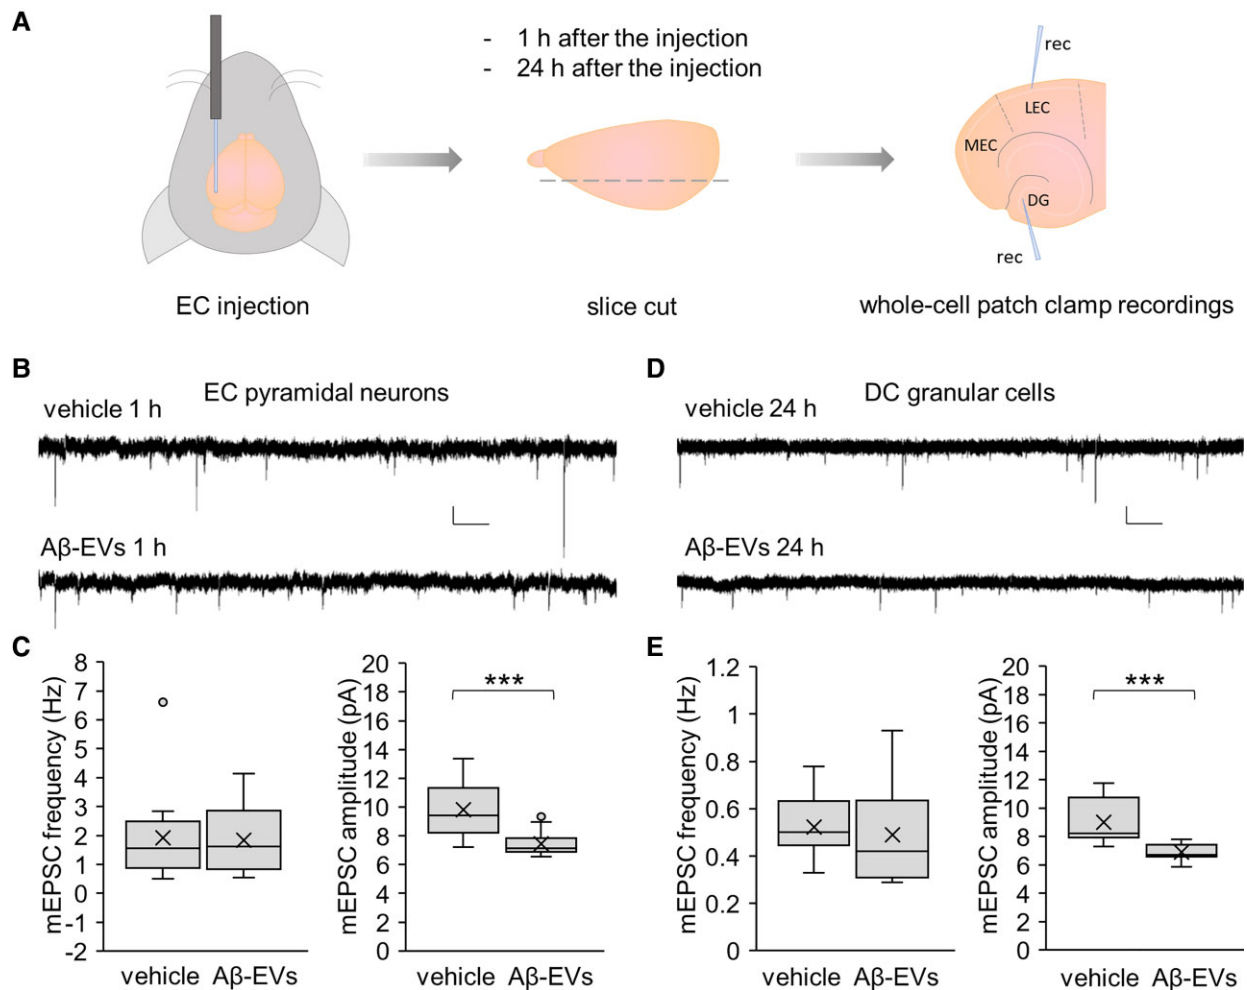 A
- 1 h after the injection
- 24 h after the injection
rec
LEC
MEC
DG
rec
EC injection
slice cut
whole-cell patch clamp recordings
B
EC pyramidal neurons
vehicle 1 h
Aβ-EVs 1 h
D
DC granular cells
vehicle 24 h
Aβ-EVs 24 h
C
mEPSC frequency (Hz)
8
7
6
5
4
3
2
1
0
-1
-2
vehicle Aβ-EVs
mEPSC amplitude (pA)
20
18
16
14
12
10
8
6
4
2
0
***
vehicle Aβ-EVs
E
mEPSC frequency (Hz)
1.2
1
0.8
0.6
0.4
0.2
0
vehicle Aβ-EVs
mEPSC amplitude (pA)
20
18
16
14
12
10
8
6
4
2
0
***
vehicle Aβ-EVs